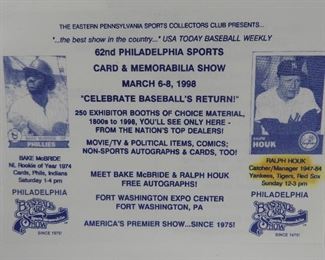 THE EASTERN PENNSYLVANIA SPORTS COLLECTORS CLUB PRESENTS...
"...the best show in the country..." USA TODAY BASEBALL WEEKLY
62nd PHILADELPHIA SPORTS
CARD & MEMORABILIA SHOW
MARCH 6-8, 1998
"CELEBRATE BASEBALL'S RETURN!"
250 EXHIBITOR BOOTHS OF CHOICE MATERIAL,
1800s to 1998, YOU'LL SEE ONLY HERE -
FROM THE NATION'S TOP DEALERS!
MOVIE/TV & POLITICAL ITEMS; COMICS;
NON-SPORTS AUTOGRAPHS & CARDS, TOO!
MEET BAKE McBRIDE & RALPH HOUK
FREE AUTOGRAPHS!
FORT WASHINGTON EXPO CENTER
FORT WASHINGTON, PA
AMERICA'S PREMIER SHOW...SINCE 1975!
PHILLIES
BAKE McBRIDE
NL Rookie of Year 1974
Cards, Phils, Indians
Saturday 1-4 pm
PHILADELPHIA
SINCE 1975!
HOUK
RALPH HOUK
Catcher/Manager 1947-84
Yankees, Tigers, Red Sox
Sunday 12-3 pm
PHILADELPHIA
SINCE 1975!